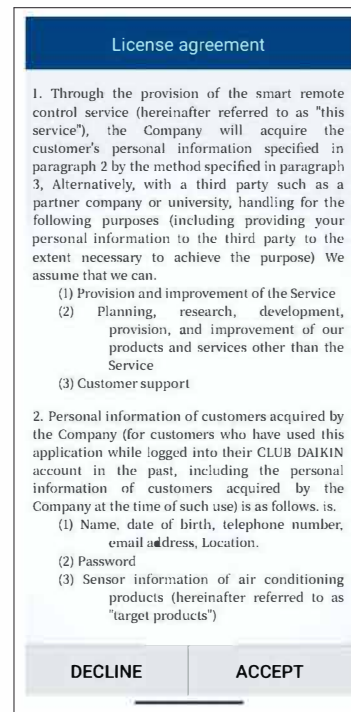 License agreement
1. Through the provision of the smart remote
control service (hereinafter referred to as "this
service"), the Company will acquire the
customer's personal information specified in
paragraph 2 by the method specified in paragraph
3, Alternatively, with a third party such as a
partner company or university, handling for the
following purposes (including providing your
personal information to the third party to the
extent necessary to achieve the purpose) We
assume that we can.
(1) Provision and improvement of the Service
(2) Planning, research, development,
provision, and improvement of our
products and services other than the
Service
(3) Customer support
2. Personal information of customers acquired by
the Company (for customers who have used this
application while logged into their CLUB DAIKIN
account in the past, including the personal
information of customers acquired by the
Company at the time of such use) is as follows. is.
(1) Name, date of birth, telephone number,
email address, Location.
(2) Password
(3) Sensor information of air conditioning
products (hereinafter referred to as
"target products")
DECLINE ACCEPT